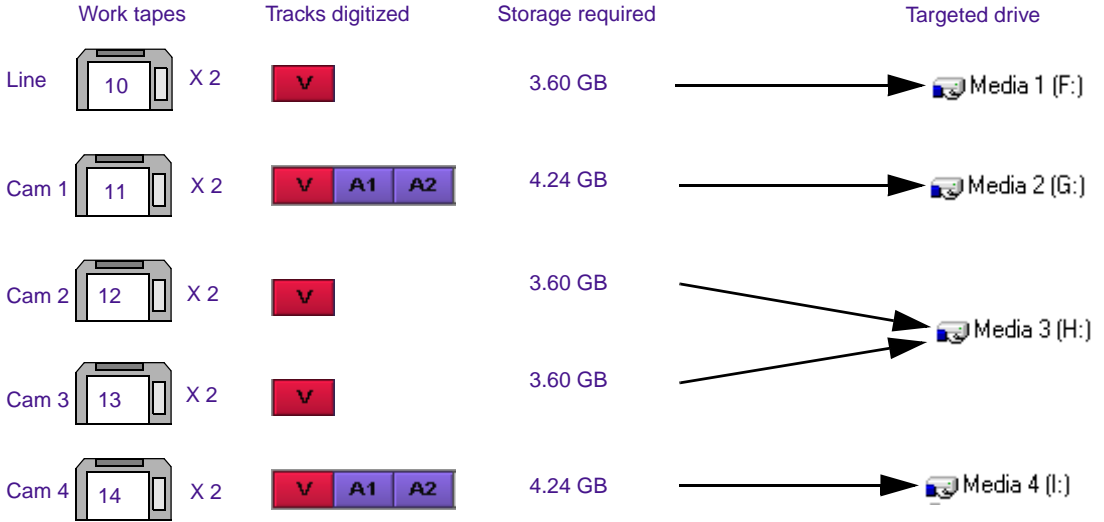 Work tapes Tracks digitized Storage required Targeted drive
Line 10 X 2 V 3.60 GB Media 1 (F:)
Cam 1 11 X 2 V A1 A2 4.24 GB Media 2 (G:)
Cam 2 12 X 2 V 3.60 GB
Media 3 (H:)
Cam 3 13 X 2 V 3.60 GB
Cam 4 14 X 2 V A1 A2 4.24 GB Media 4 (I:)